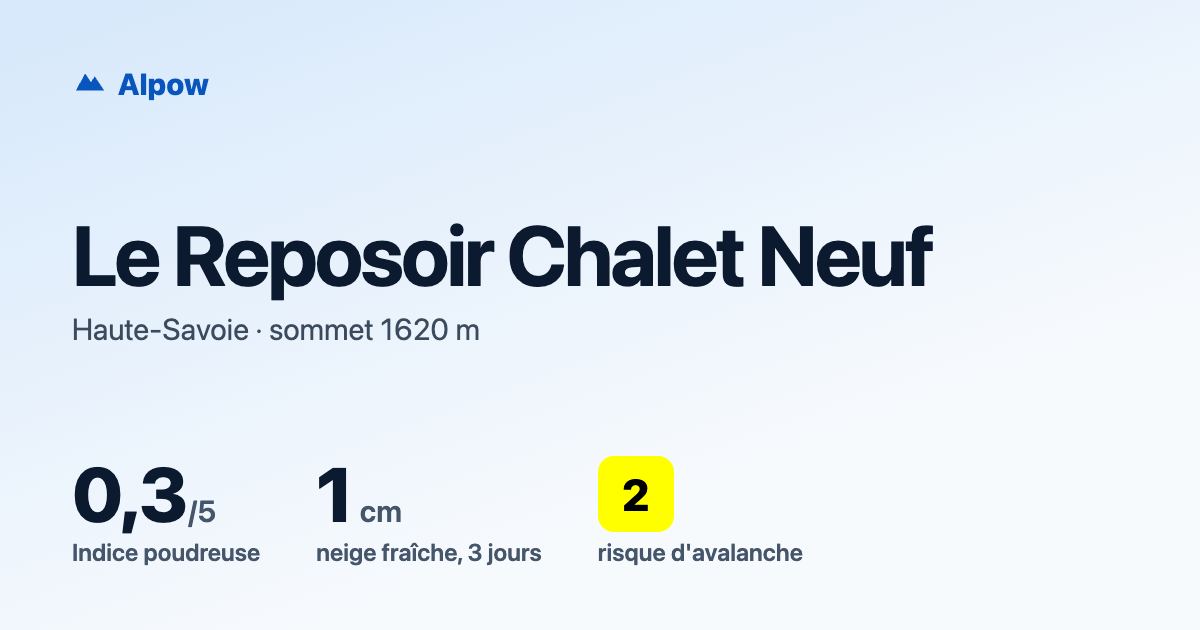 Alpow
Le Reposoir Chalet Neuf
Haute-Savoie · sommet 1620 m
0,3/5
Indice poudreuse
1 cm
neige fraîche, 3 jours
2
risque d'avalanche